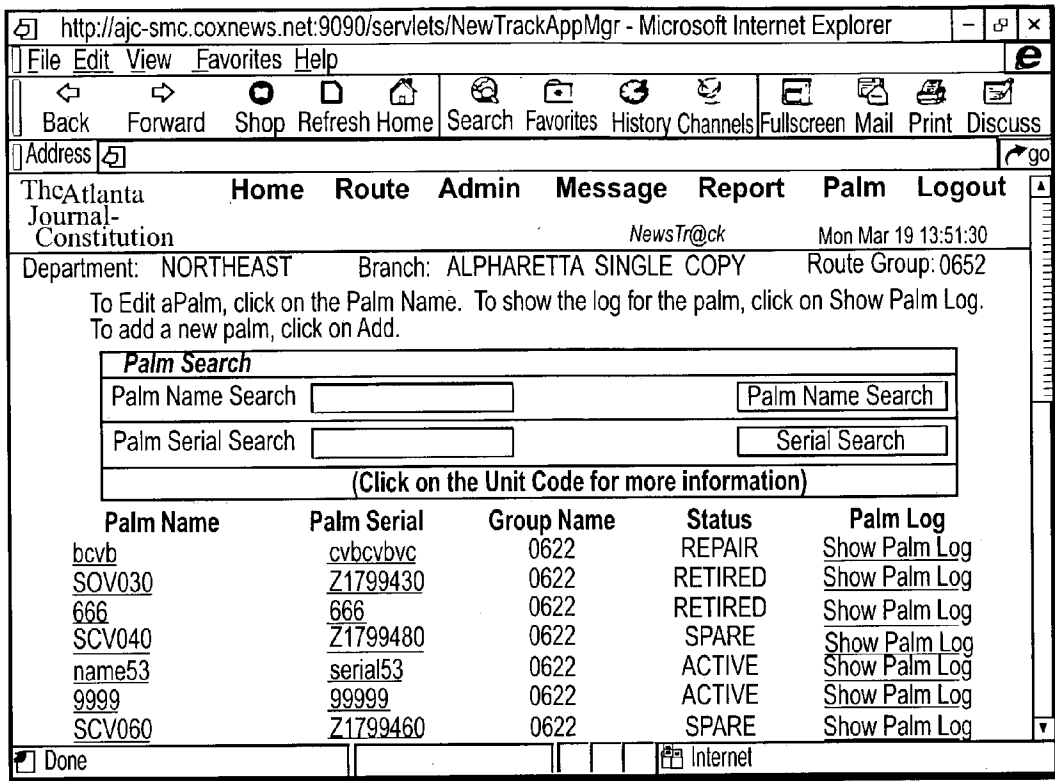 http://ajc-smc.coxnews.net:9090/servlets/NewTrackAppMgr - Microsoft Internet Explorer
File Edit View Favorites Help
Back Forward Shop Refresh Home Search Favorites History Channels Fullscreen Mail Print Discuss
Address go
The Atlanta Journal-Constitution Home Route Admin Message Report Palm Logout
NewsTr@ck Mon Mar 19 13:51:30
Department: NORTHEAST Branch: ALPHARETTA SINGLE COPY Route Group: 0652
To Edit aPalm, click on the Palm Name. To show the log for the palm, click on Show Palm Log.
To add a new palm, click on Add.
Palm Search
Palm Name Search Palm Name Search
Palm Serial Search Serial Search
(Click on the Unit Code for more information)
Palm Name Palm Serial Group Name Status Palm Log
bcvb cvbcvbvc 0622 REPAIR Show Palm Log
SOV030 Z1799430 0622 RETIRED Show Palm Log
666 666 0622 RETIRED Show Palm Log
SCV040 Z1799480 0622 SPARE Show Palm Log
name53 serial53 0622 ACTIVE Show Palm Log
9999 99999 0622 ACTIVE Show Palm Log
SCV060 Z1799460 0622 SPARE Show Palm Log
Done Internet